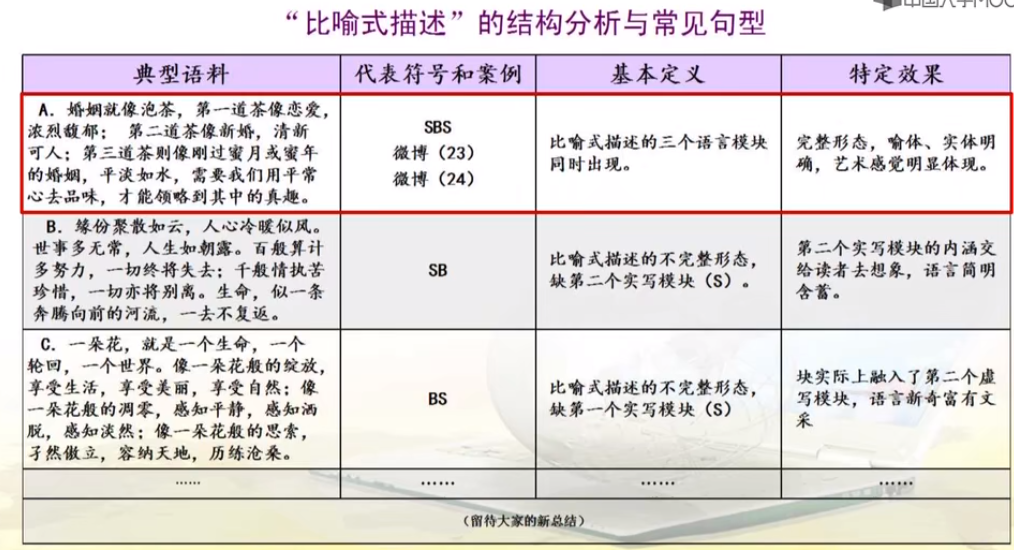 “比喻式描述”的结构分析与常见句型
典型语料
代表符号和案例
基本定义
特定效果
A. 婚姻就像泡茶，第一道茶像恋爱，
浓烈馥郁； 第二道茶像新婚，清新
可人；第三道茶则像刚过蜜月或蜜年
的婚姻，平淡如水，需要我们用平常
心去品味，才能领略到其中的真趣。
SBS
微博（23）
微博（24）
比喻式描述的三个语言模块
同时出现。
完整形态，喻体、实体明
确，艺术感觉明显体现。
B. 缘份聚散如云，人心冷暖似风。
世事多无常，人生如朝露。百般算计
多努力，一切终将失去；千般情执苦
珍惜，一切亦将别离。生命，似一条
奔腾向前的河流，一去不复返。
SB
比喻式描述的不完整形态，
缺第二个实写模块（S）。
第二个实写模块的内涵交
给读者去想象，语言简明
含蓄。
C. 一朵花，就是一个生命，一个
轮回，一个世界。像一朵花般的绽放，
享受生活，享受美丽，享受自然；像
一朵花般的凋零，感知平静，感知洒
脱，感知淡然；像一朵花般的思索，
孑然傲立，容纳天地，历练沧桑。
BS
比喻式描述的不完整形态，
缺第一个实写模块（S）
块实际上融入了第二个虚
写模块，语言新奇富有文
采
……
……
……
……
（留待大家的新总结）